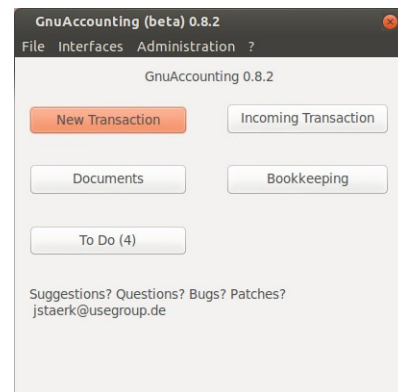 GnuAccounting (beta) 0.8.2
File Interfaces Administration ?
GnuAccounting 0.8.2
New Transaction
Incoming Transaction
Documents
Bookkeeping
To Do (4)
Suggestions? Questions? Bugs? Patches?
jstaerk@usegroup.de